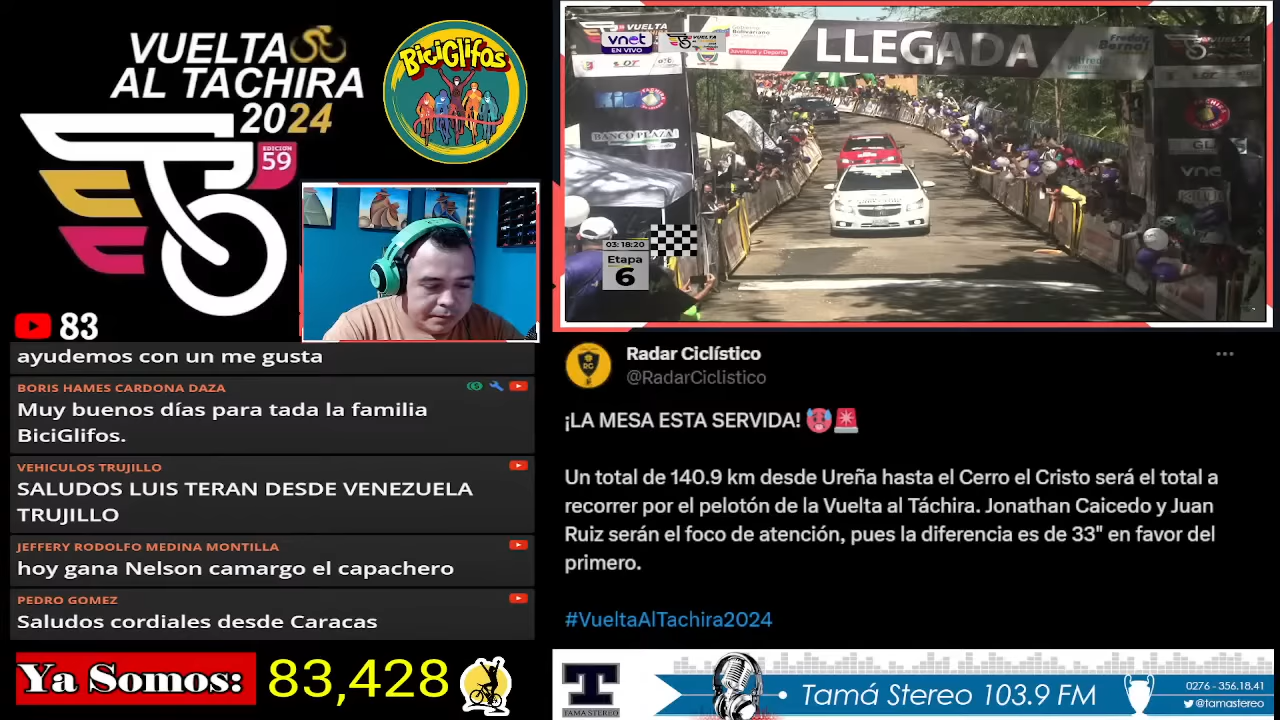 VUELTA
AL TACHIRA
2024
EDICIÓN
59
BiciGlifos
83
ayudemos con un me gusta
BORIS HAMES CARDONA DAZA
Muy buenos días para tada la familia
BiciGlifos.
VEHICULOS TRUJILLO
SALUDOS LUIS TERAN DESDE VENEZUELA
TRUJILLO
JEFFERY RODOLFO MEDINA MONTILLA
hoy gana Nelson camargo el capachero
PEDRO GOMEZ
Saludos cordiales desde Caracas
Ya Somos: 83,428
vnet
EN VIVO
LLEGADA
BANCO PLAZA
03:18:20
Etapa
6
Radar Ciclístico
@RadarCiclistico
¡LA MESA ESTA SERVIDA! 🥵🚨
Un total de 140.9 km desde Ureña hasta el Cerro el Cristo será el total a
recorrer por el pelotón de la Vuelta al Táchira. Jonathan Caicedo y Juan
Ruiz serán el foco de atención, pues la diferencia es de 33" en favor del
primero.
#VueltaAlTachira2024
T
TAMA STEREO
Tamá Stereo 103.9 FM
0276 - 356.18.41
@tamastereo